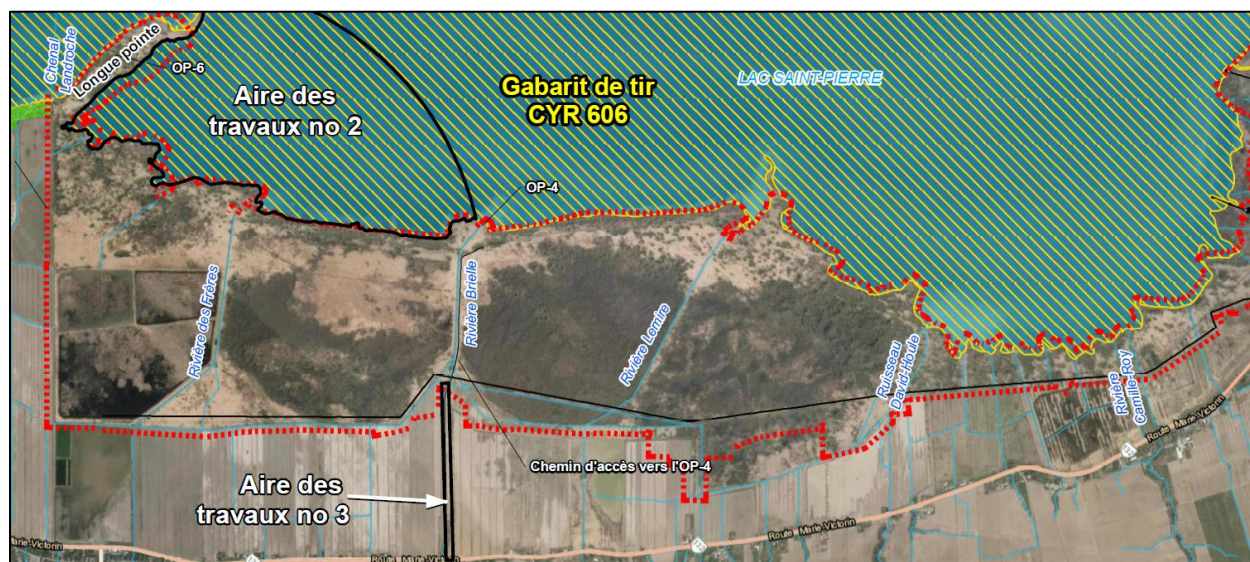 Chenal
Landroche
Longue pointe
OP-6
Aire des
travaux no 2
Gabarit de tir
CYR 606
LAC SAINT-PIERRE
OP-4
Rivière des Frères
Rivière Brielle
Rivière Lemire
Ruisseau
David-Houle
Rivière
Camille-Roy
Route Marie-Victorin
Chemin d'accès vers l'OP-4
Aire des
travaux no 3
Route Marie-Victorin
Route Marie-Victorin
Route Marie-Victorin